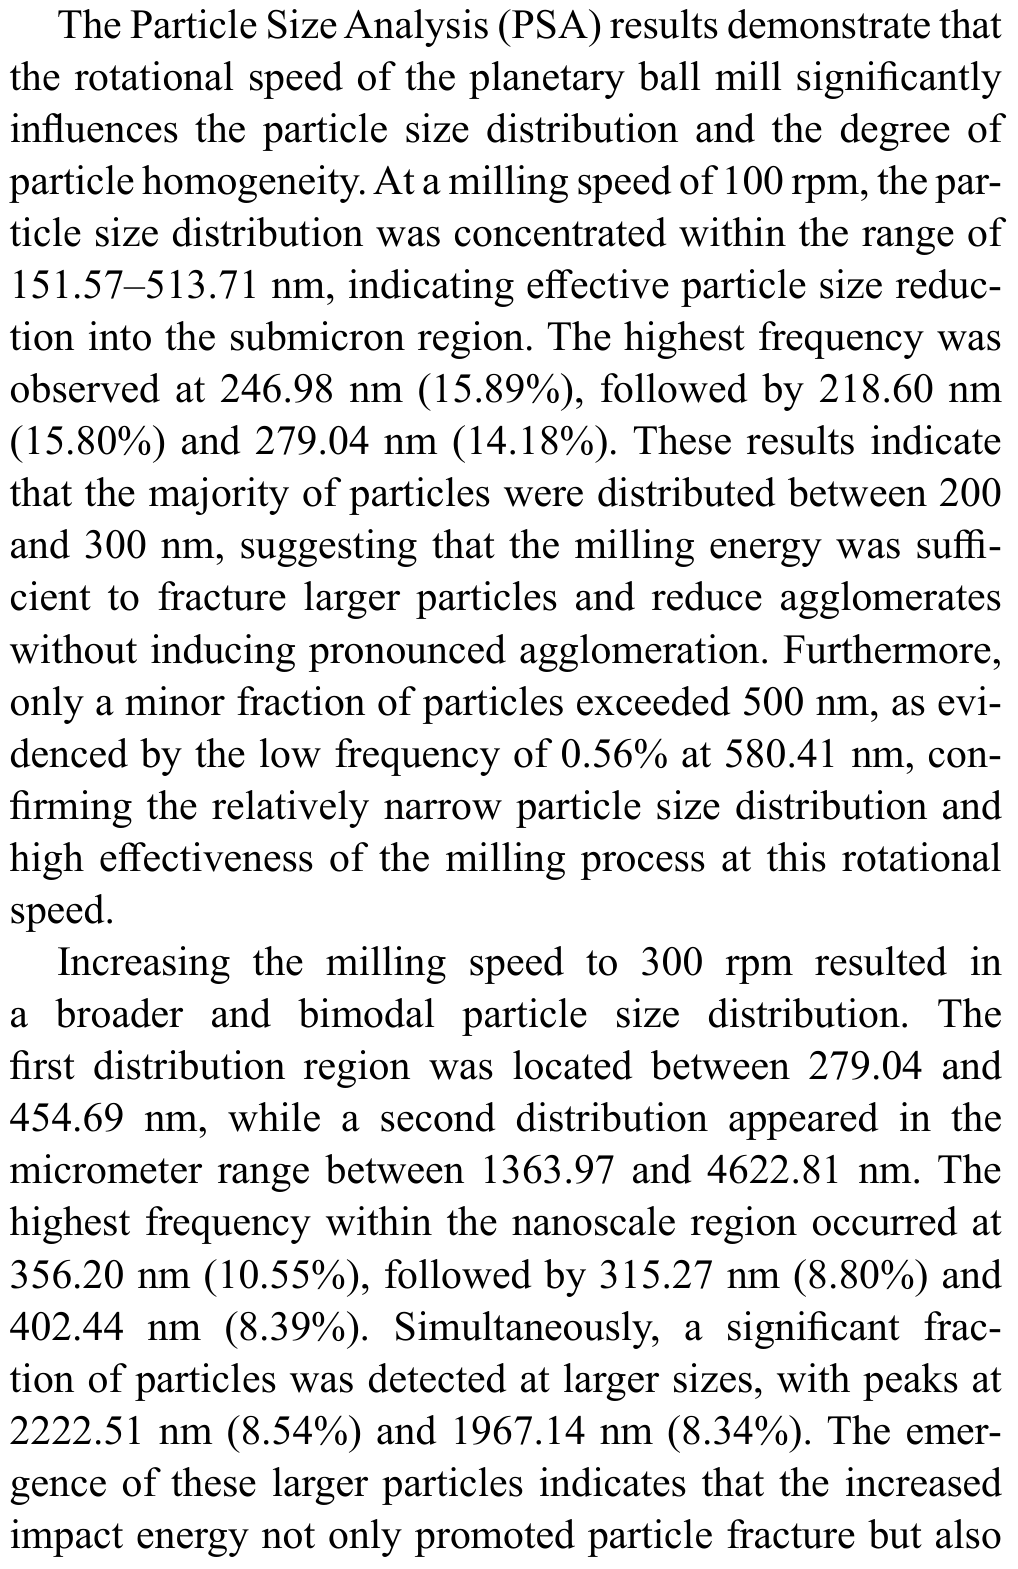 The Particle Size Analysis (PSA) results demonstrate that
the rotational speed of the planetary ball mill significantly
influences the particle size distribution and the degree of
particle homogeneity. At a milling speed of 100 rpm, the par-
ticle size distribution was concentrated within the range of
151.57–513.71 nm, indicating effective particle size reduc-
tion into the submicron region. The highest frequency was
observed at 246.98 nm (15.89%), followed by 218.60 nm
(15.80%) and 279.04 nm (14.18%). These results indicate
that the majority of particles were distributed between 200
and 300 nm, suggesting that the milling energy was suffi-
cient to fracture larger particles and reduce agglomerates
without inducing pronounced agglomeration. Furthermore,
only a minor fraction of particles exceeded 500 nm, as evi-
denced by the low frequency of 0.56% at 580.41 nm, con-
firming the relatively narrow particle size distribution and
high effectiveness of the milling process at this rotational
speed.
Increasing the milling speed to 300 rpm resulted in
a broader and bimodal particle size distribution. The
first distribution region was located between 279.04 and
454.69 nm, while a second distribution appeared in the
micrometer range between 1363.97 and 4622.81 nm. The
highest frequency within the nanoscale region occurred at
356.20 nm (10.55%), followed by 315.27 nm (8.80%) and
402.44 nm (8.39%). Simultaneously, a significant frac-
tion of particles was detected at larger sizes, with peaks at
2222.51 nm (8.54%) and 1967.14 nm (8.34%). The emer-
gence of these larger particles indicates that the increased
impact energy not only promoted particle fracture but also